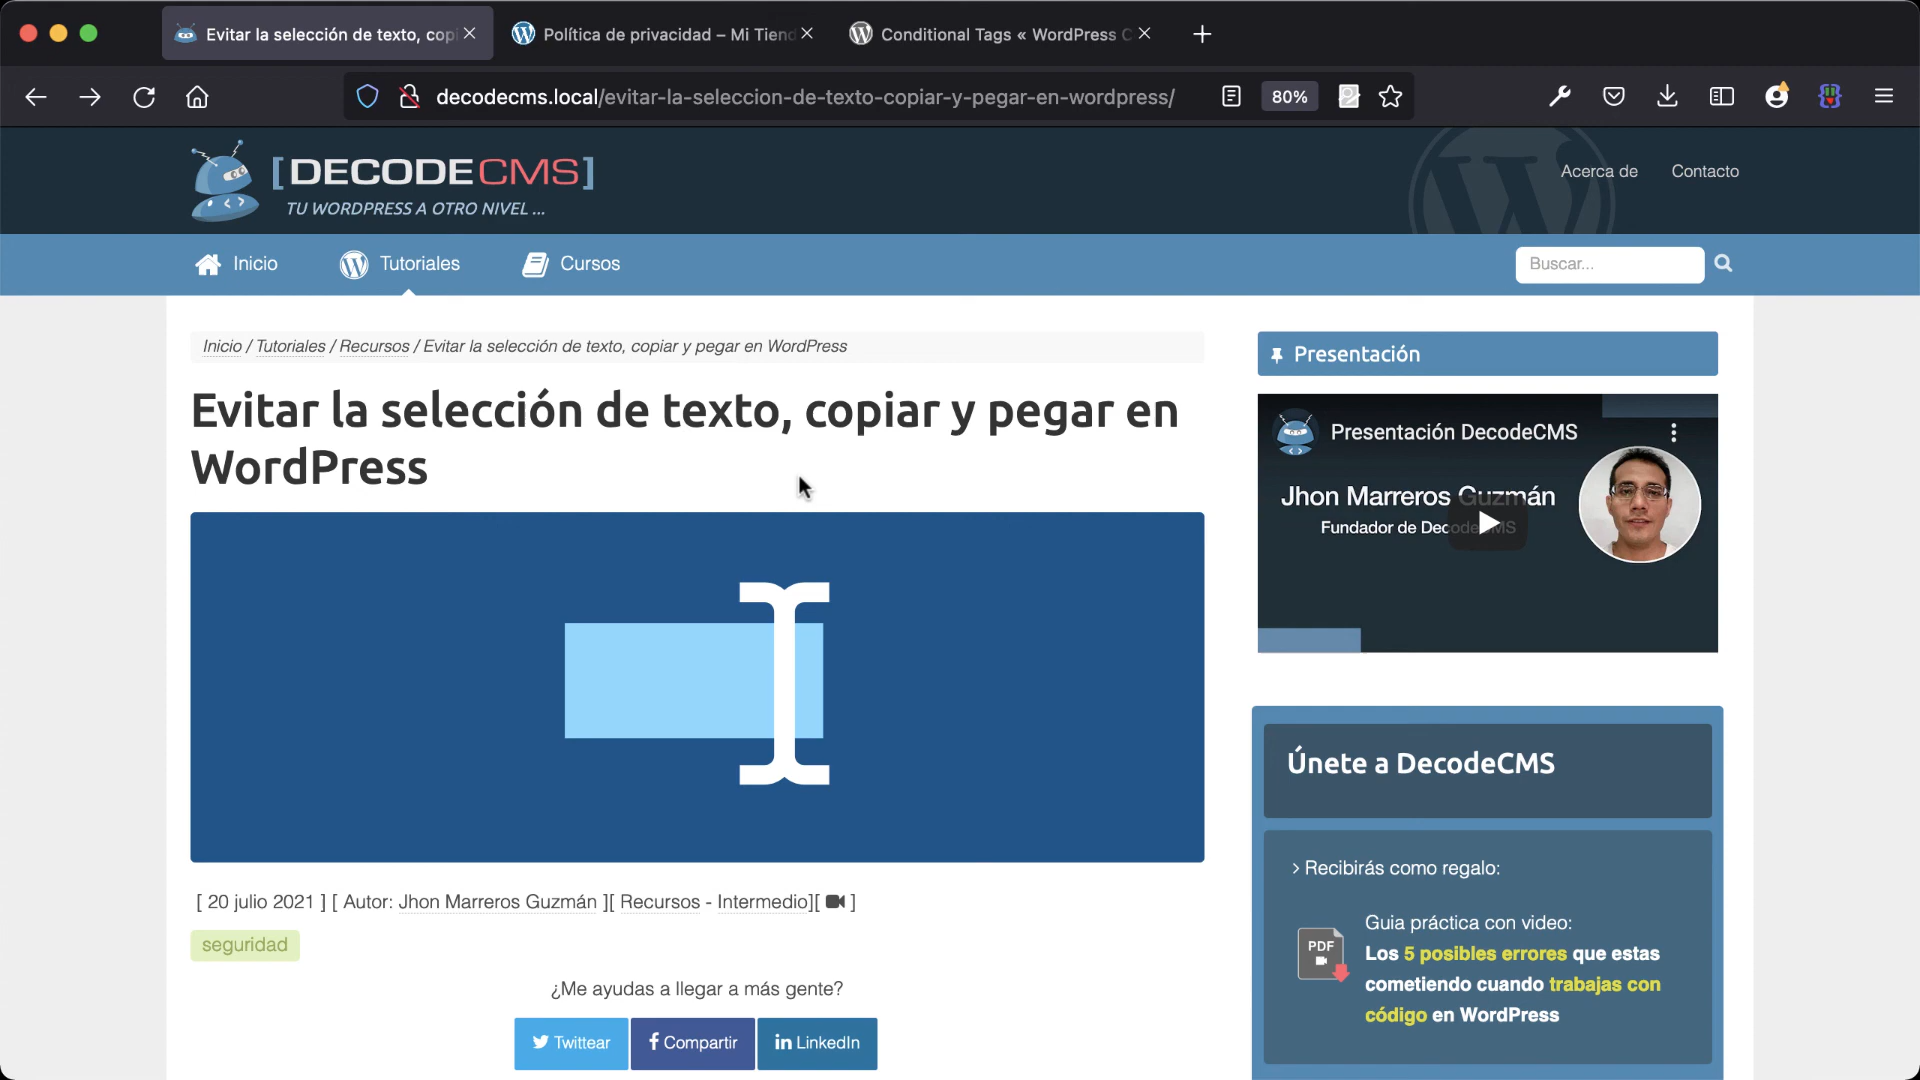 Evitar la selección de texto, copi
Política de privacidad – Mi Tiend
Conditional Tags « WordPress C
decodecms.local/evitar-la-seleccion-de-texto-copiar-y-pegar-en-wordpress/
80%
[DECODECMS]
TU WORDPRESS A OTRO NIVEL ...
Acerca de
Contacto
Inicio
Tutoriales
Cursos
Buscar...
Inicio / Tutoriales / Recursos / Evitar la selección de texto, copiar y pegar en WordPress
Evitar la selección de texto, copiar y pegar en
WordPress
[ 20 julio 2021 ] [ Autor: Jhon Marreros Guzmán ][ Recursos - Intermedio][ ]
seguridad
¿Me ayudas a llegar a más gente?
Twittear
Compartir
LinkedIn
Presentación
Presentación DecodeCMS
Jhon Marreros Guzmán
Fundador de DecodeCMS
Únete a DecodeCMS
> Recibirás como regalo:
PDF
Guia práctica con video:
Los 5 posibles errores que estas
cometiendo cuando trabajas con
código en WordPress